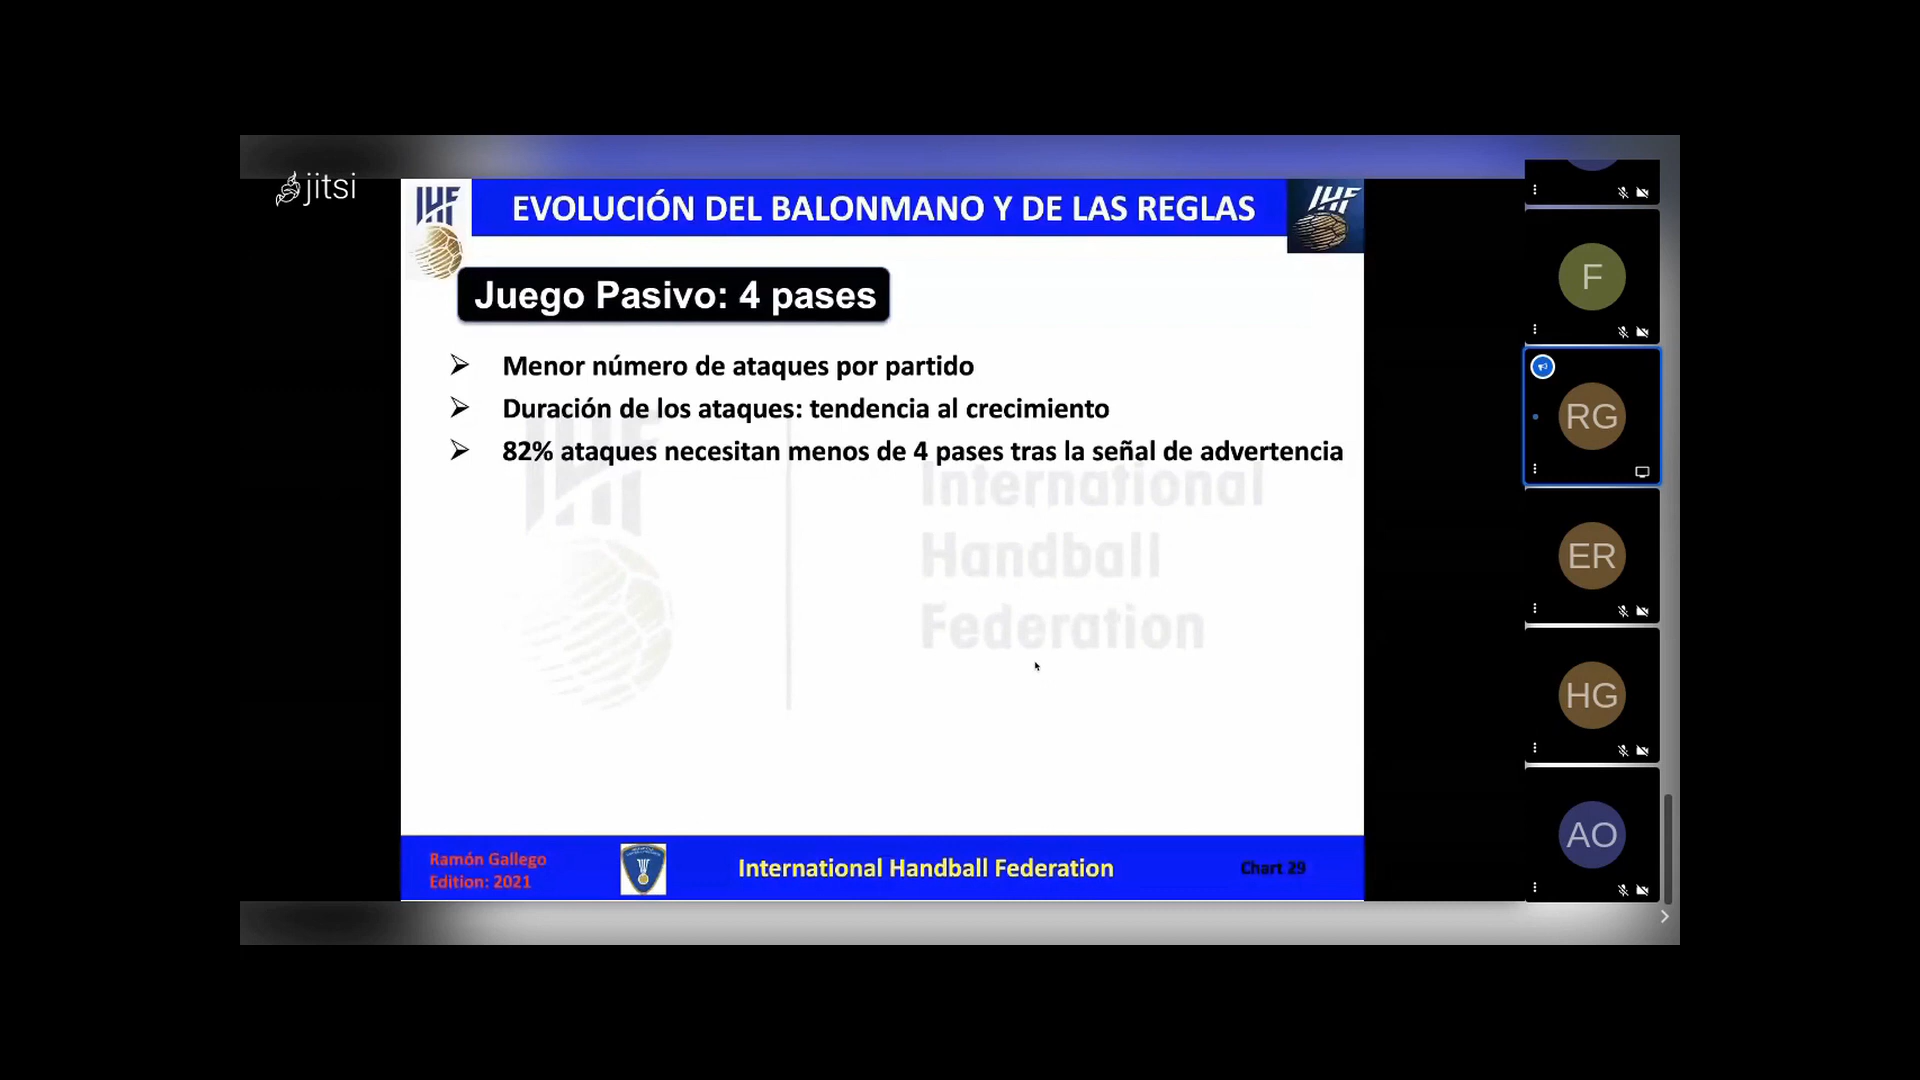 jitsi
IHF
EVOLUCIÓN DEL BALONMANO Y DE LAS REGLAS
IHF
Juego Pasivo: 4 pases
Menor número de ataques por partido
Duración de los ataques: tendencia al crecimiento
82% ataques necesitan menos de 4 pases tras la señal de advertencia
IHF
International
Handball
Federation
Ramón Gallego
Edition: 2021
International Handball Federation
Chart 29
F
RG
ER
HG
AO